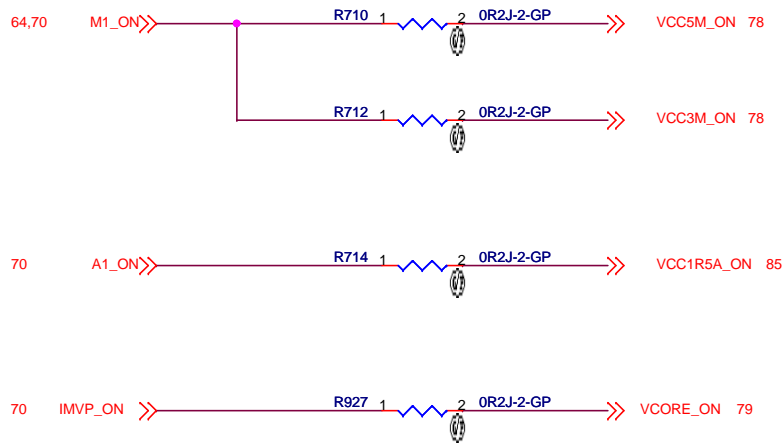 64,70 M1_ON R710 1 2 0R2J-2-GP VCC5M_ON 78
R712 1 2 0R2J-2-GP VCC3M_ON 78
70 A1_ON R714 1 2 0R2J-2-GP VCC1R5A_ON 85
70 IMVP_ON R927 1 2 0R2J-2-GP VCORE_ON 79